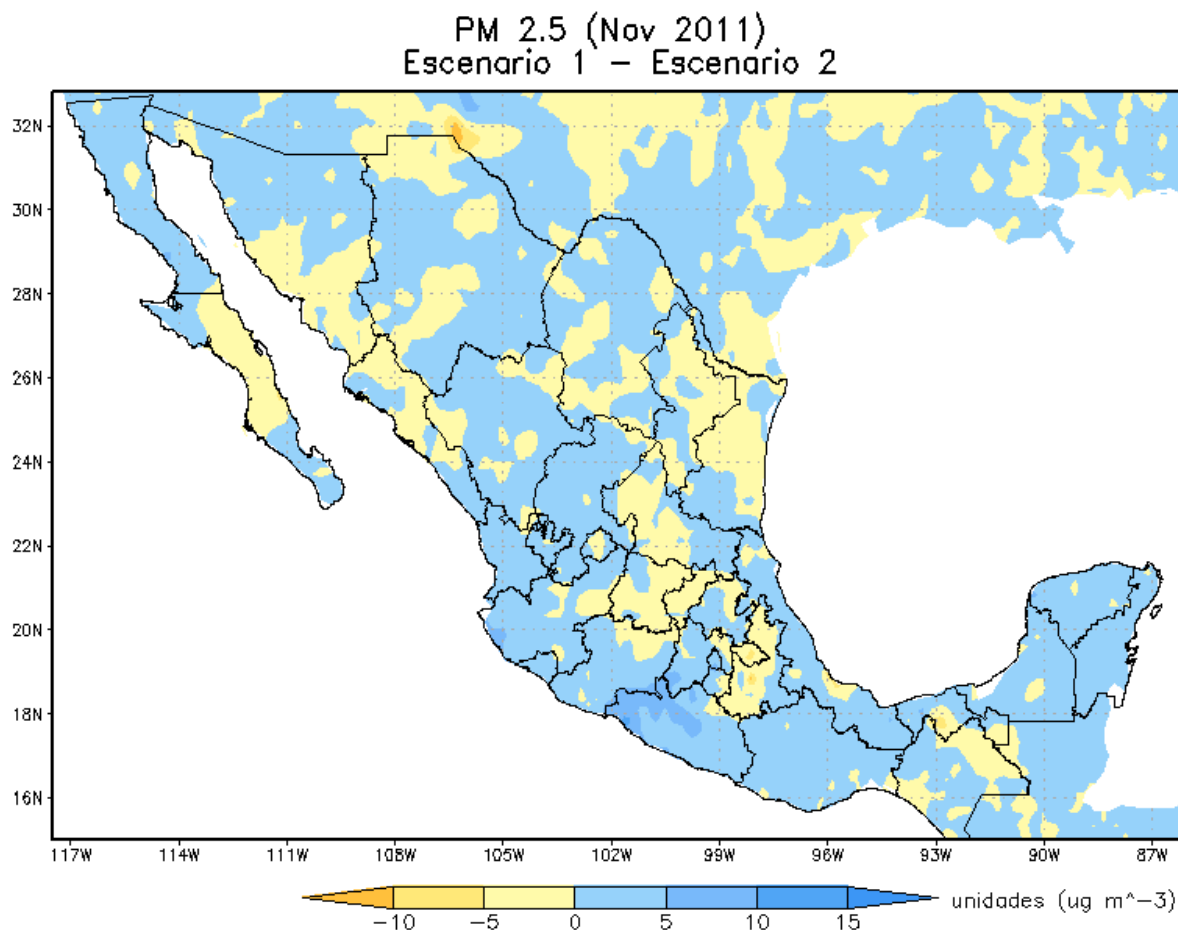 PM 2.5 (Nov 2011)
Escenario 1 − Escenario 2
32N
30N
28N
26N
24N
22N
20N
18N
16N
117W 114W 111W 108W 105W 102W 99W 96W 93W 90W 87W
−10 −5 0 5 10 15 unidades (ug m^−3)